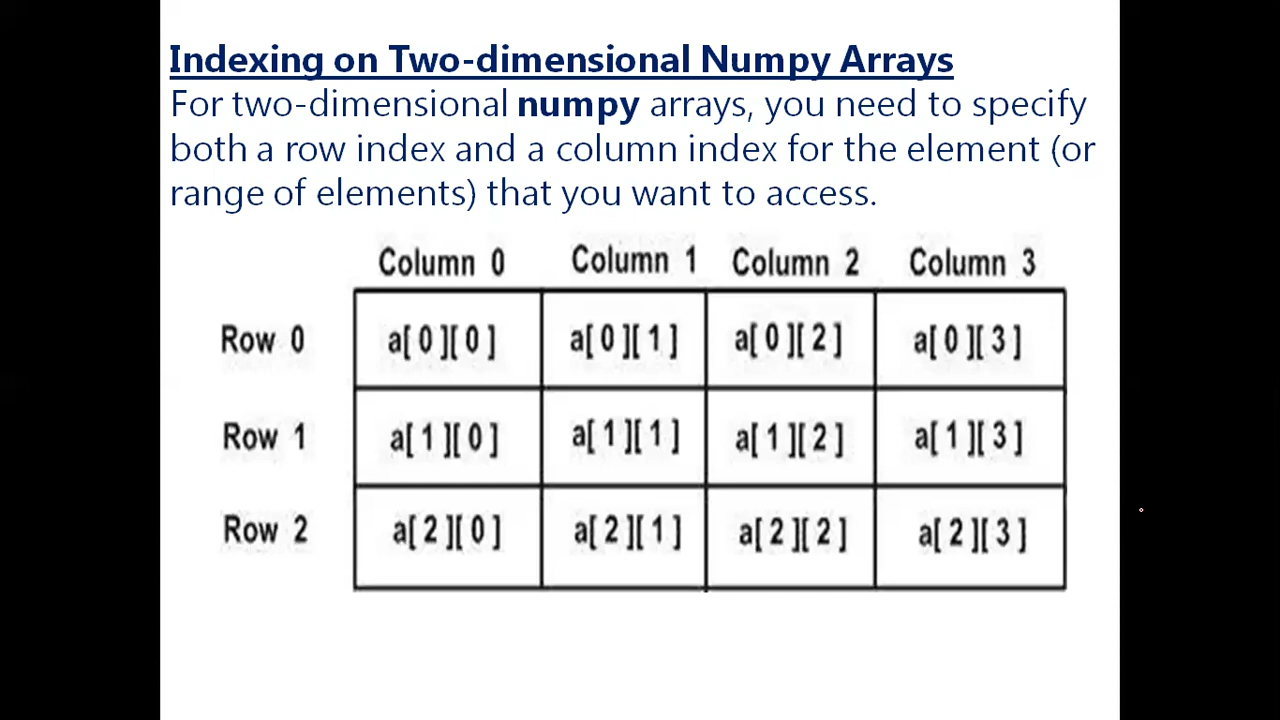 Indexing on Two-dimensional Numpy Arrays
For two-dimensional numpy arrays, you need to specify
both a row index and a column index for the element (or
range of elements) that you want to access.
Column 0 Column 1 Column 2 Column 3
Row 0 a[ 0 ][ 0 ] a[ 0 ][ 1 ] a[ 0 ][ 2 ] a[ 0 ][ 3 ]
Row 1 a[ 1 ][ 0 ] a[ 1 ][ 1 ] a[ 1 ][ 2 ] a[ 1 ][ 3 ]
Row 2 a[ 2 ][ 0 ] a[ 2 ][ 1 ] a[ 2 ][ 2 ] a[ 2 ][ 3 ]